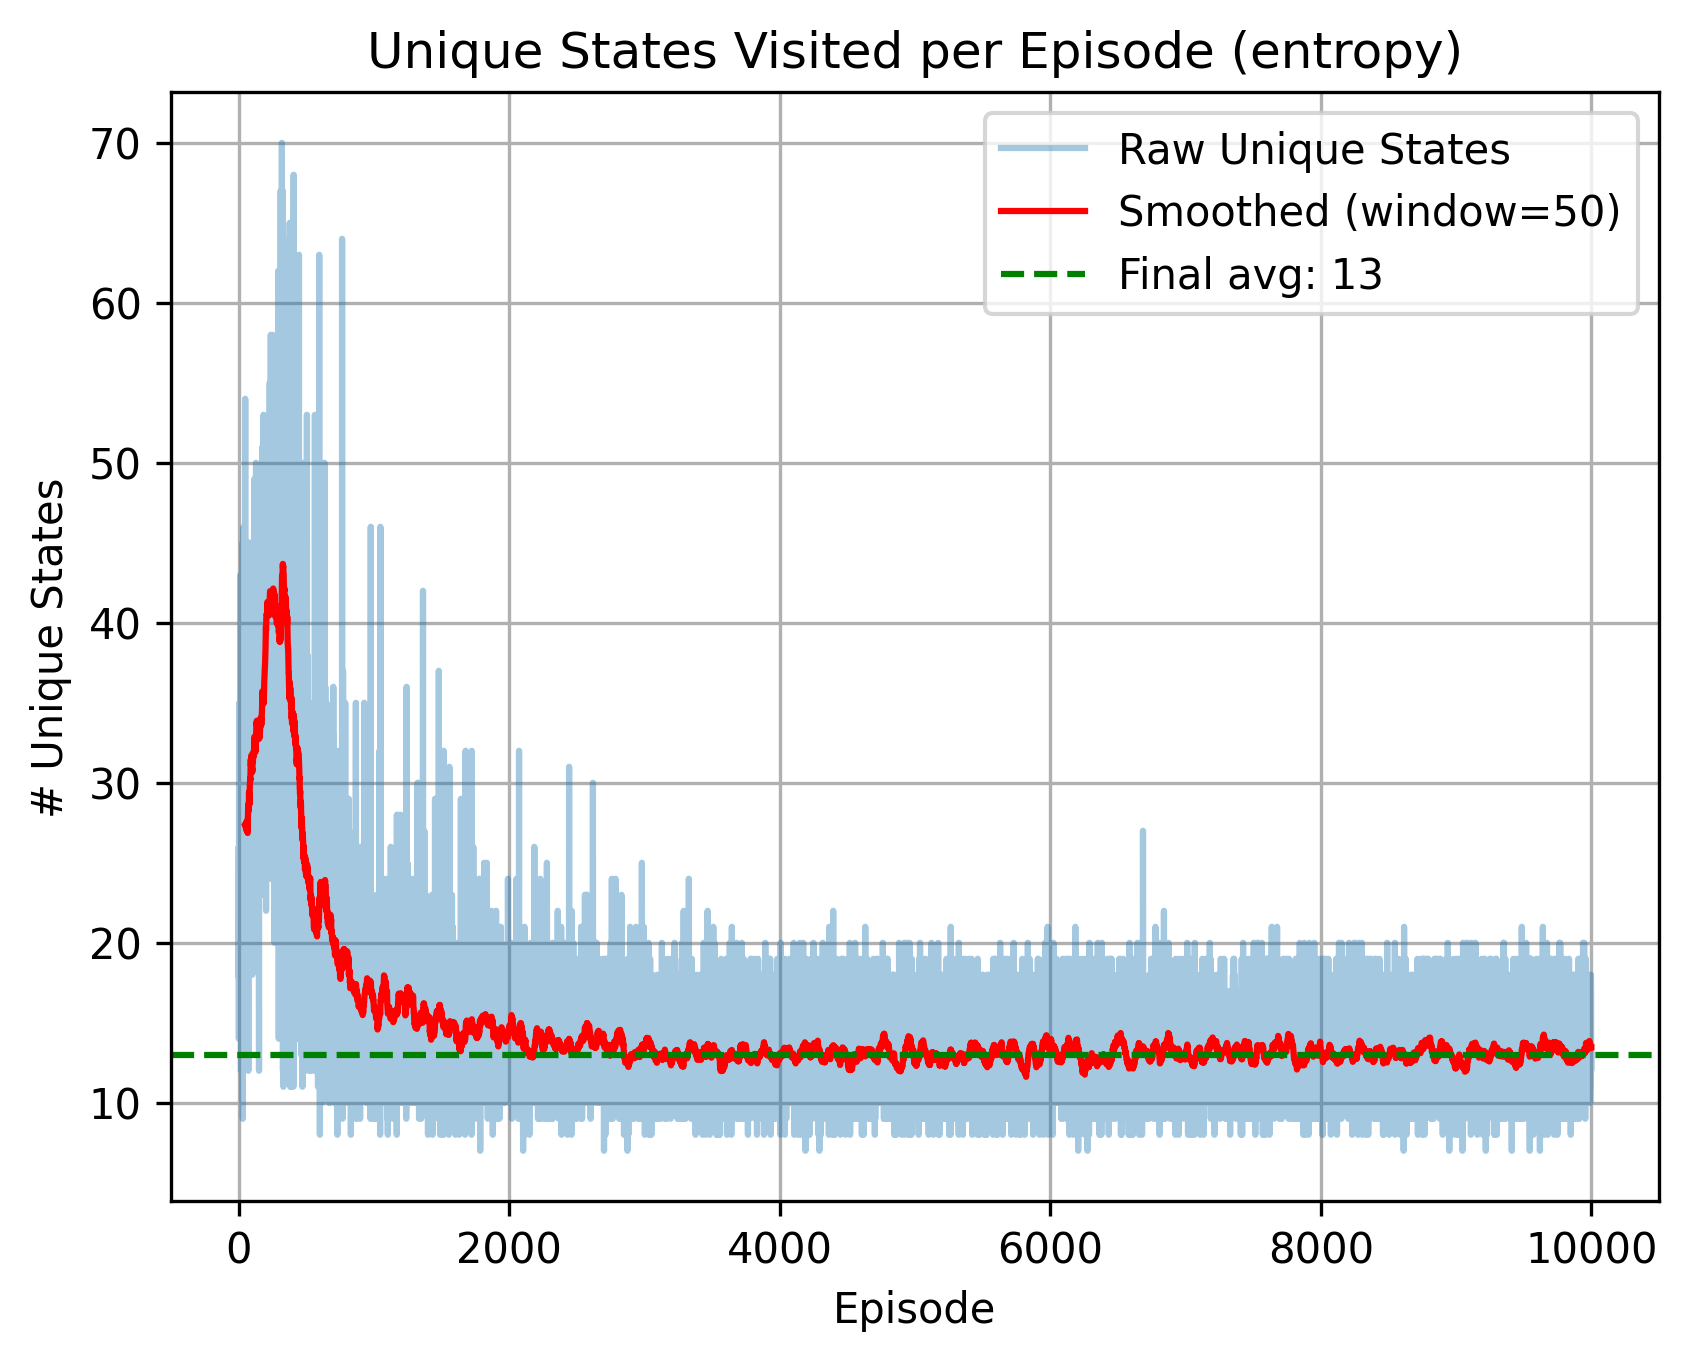 Unique States Visited per Episode (entropy)
Raw Unique States
Smoothed (window=50)
Final avg: 13
# Unique States
70
60
50
40
30
20
10
0 2000 4000 6000 8000 10000
Episode